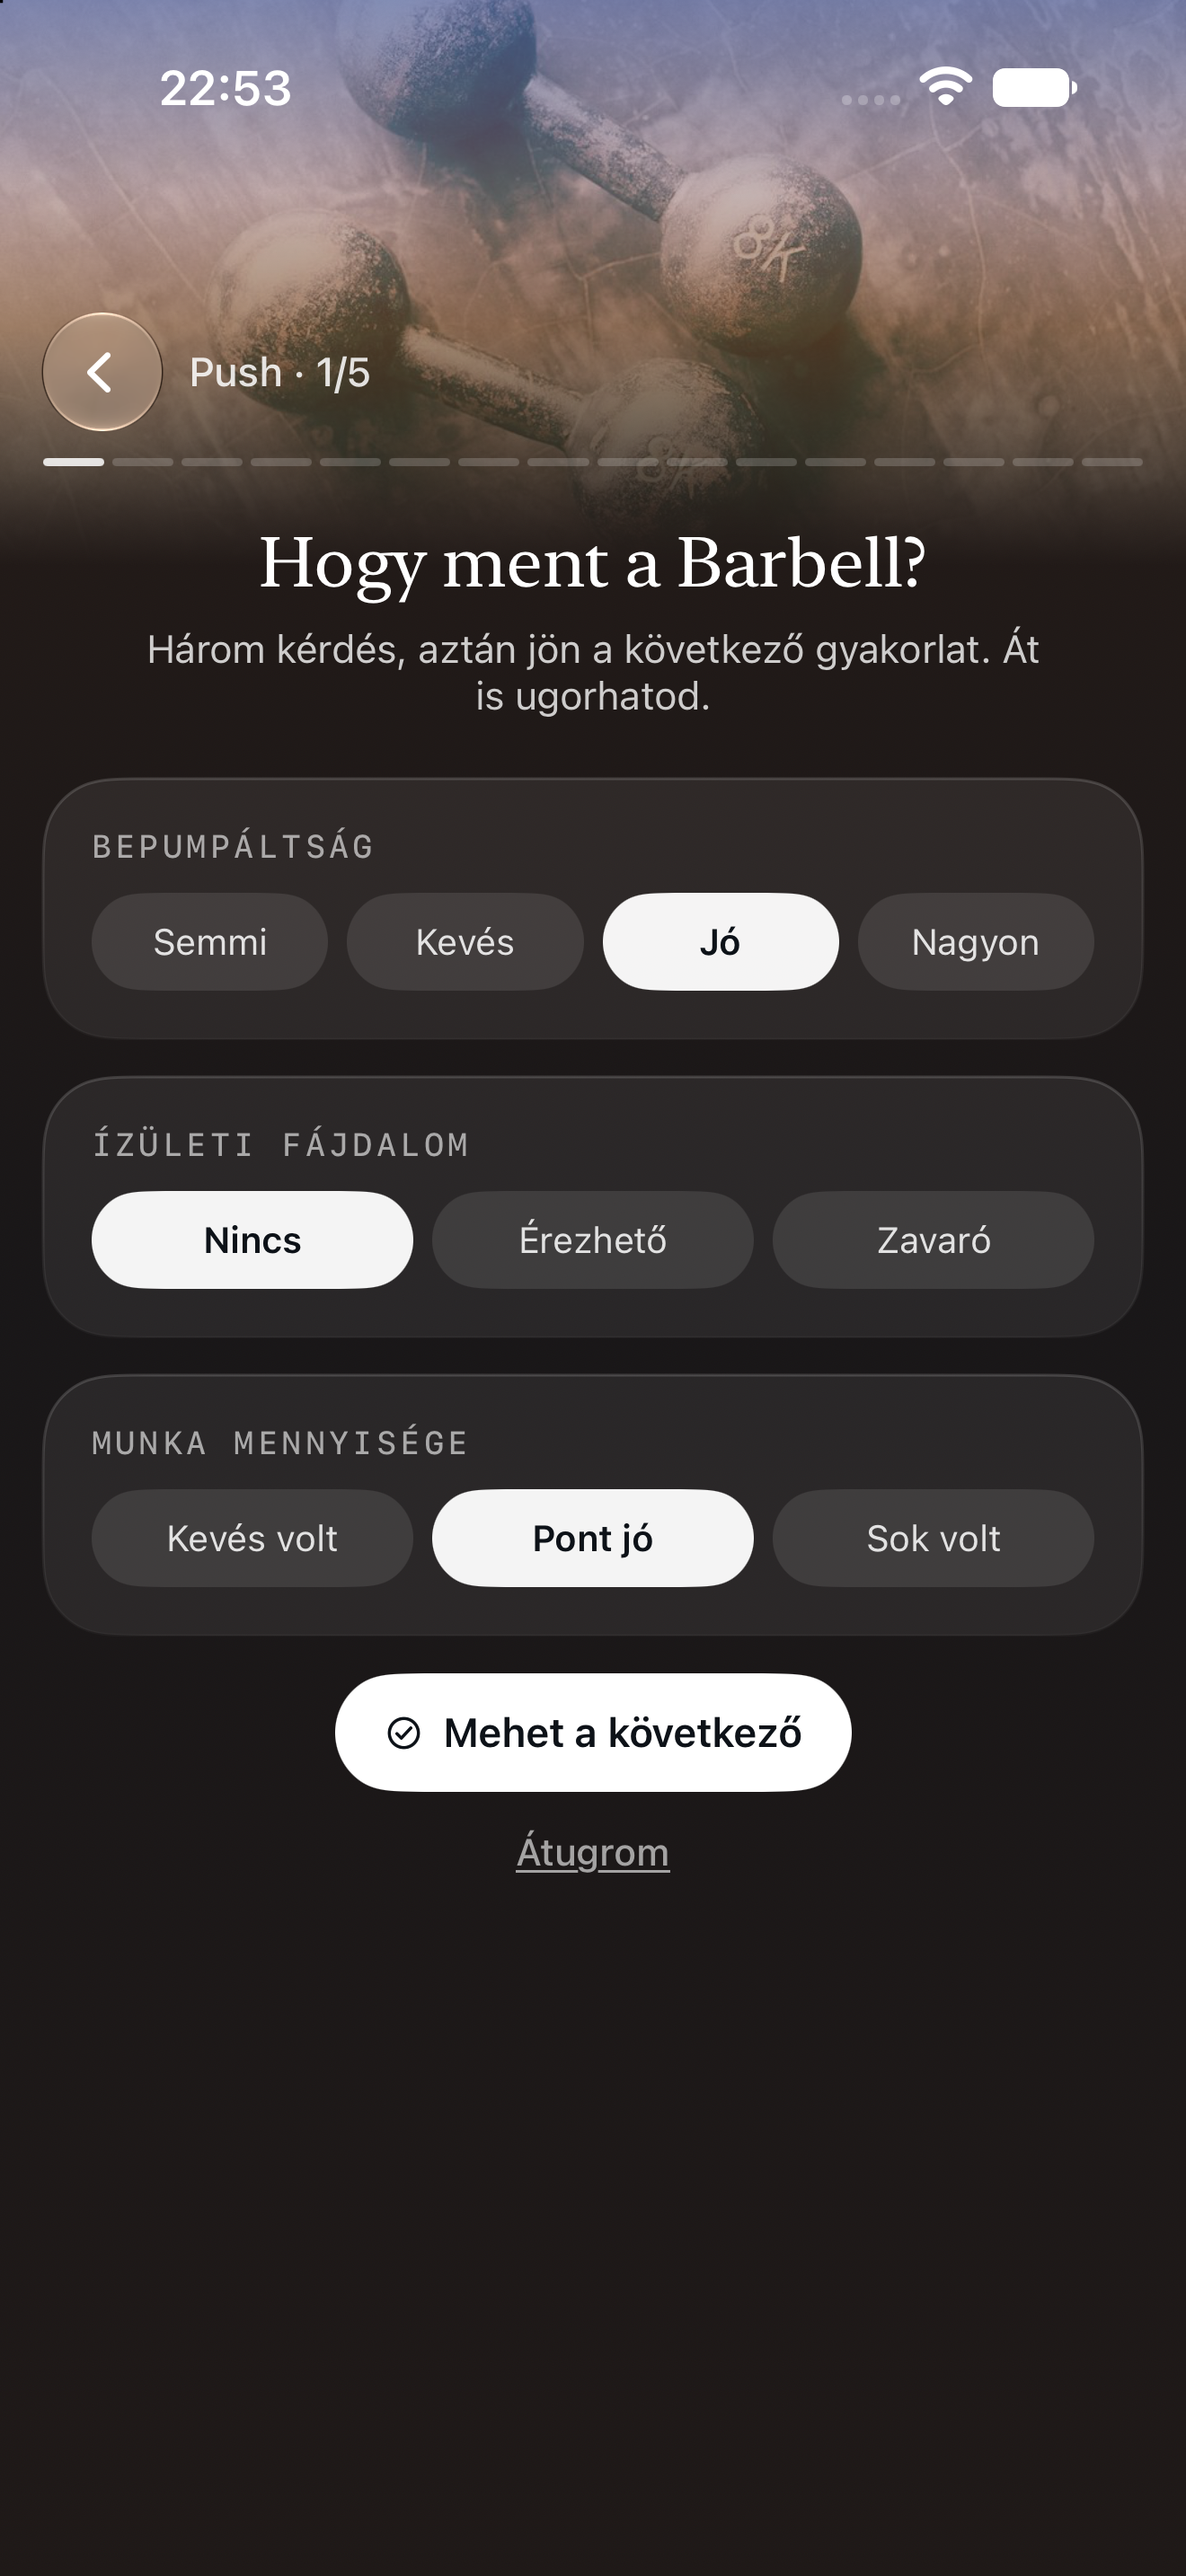 22:53
8K
Push · 1/5
Hogy ment a Barbell?
Három kérdés, aztán jön a következő gyakorlat. Át
is ugorhatod.
BEPUMPÁLTSÁG
Semmi
Kevés
Jó
Nagyon
ÍZÜLETI FÁJDALOM
Nincs
Érezhető
Zavaró
MUNKA MENNYISÉGE
Kevés volt
Pont jó
Sok volt
Mehet a következő
Átugrom